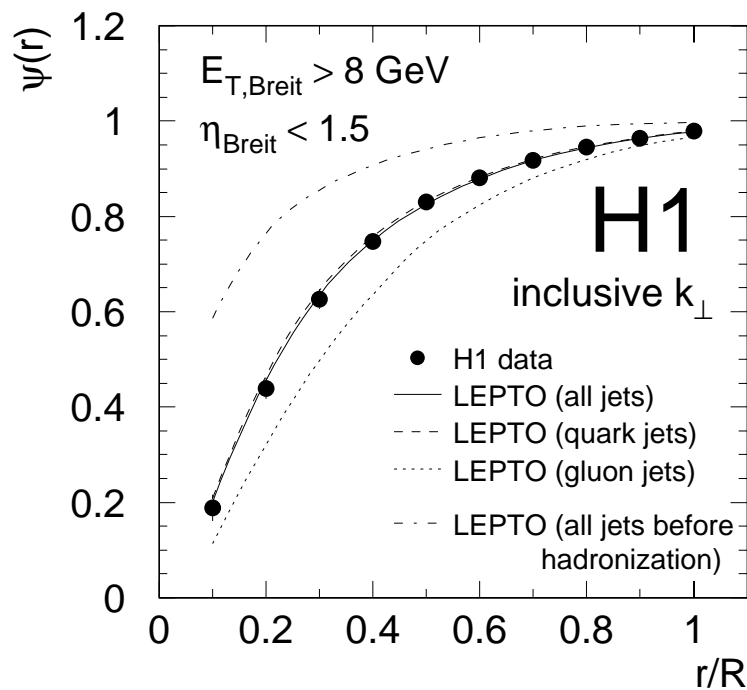 ψ(r)
1.2
1
0.8
0.6
0.4
0.2
0
0
0.2
0.4
0.6
0.8
1
r/R
E_T,Breit > 8 GeV
η_Breit < 1.5
H1
inclusive k_⊥
H1 data
LEPTO (all jets)
LEPTO (quark jets)
LEPTO (gluon jets)
LEPTO (all jets before
hadronization)